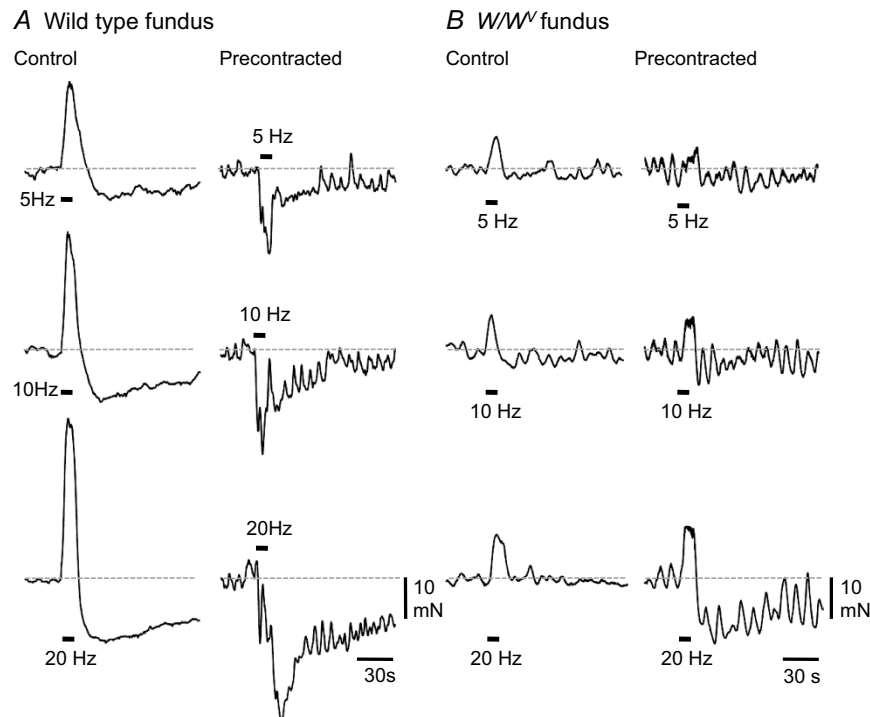 A Wild type fundus
Control
Precontracted
5Hz
5 Hz
10Hz
10 Hz
20 Hz
20Hz
10
mN
30s
B W/Wᵛ fundus
Control
Precontracted
5 Hz
5 Hz
10 Hz
10 Hz
20 Hz
20 Hz
10
mN
30 s